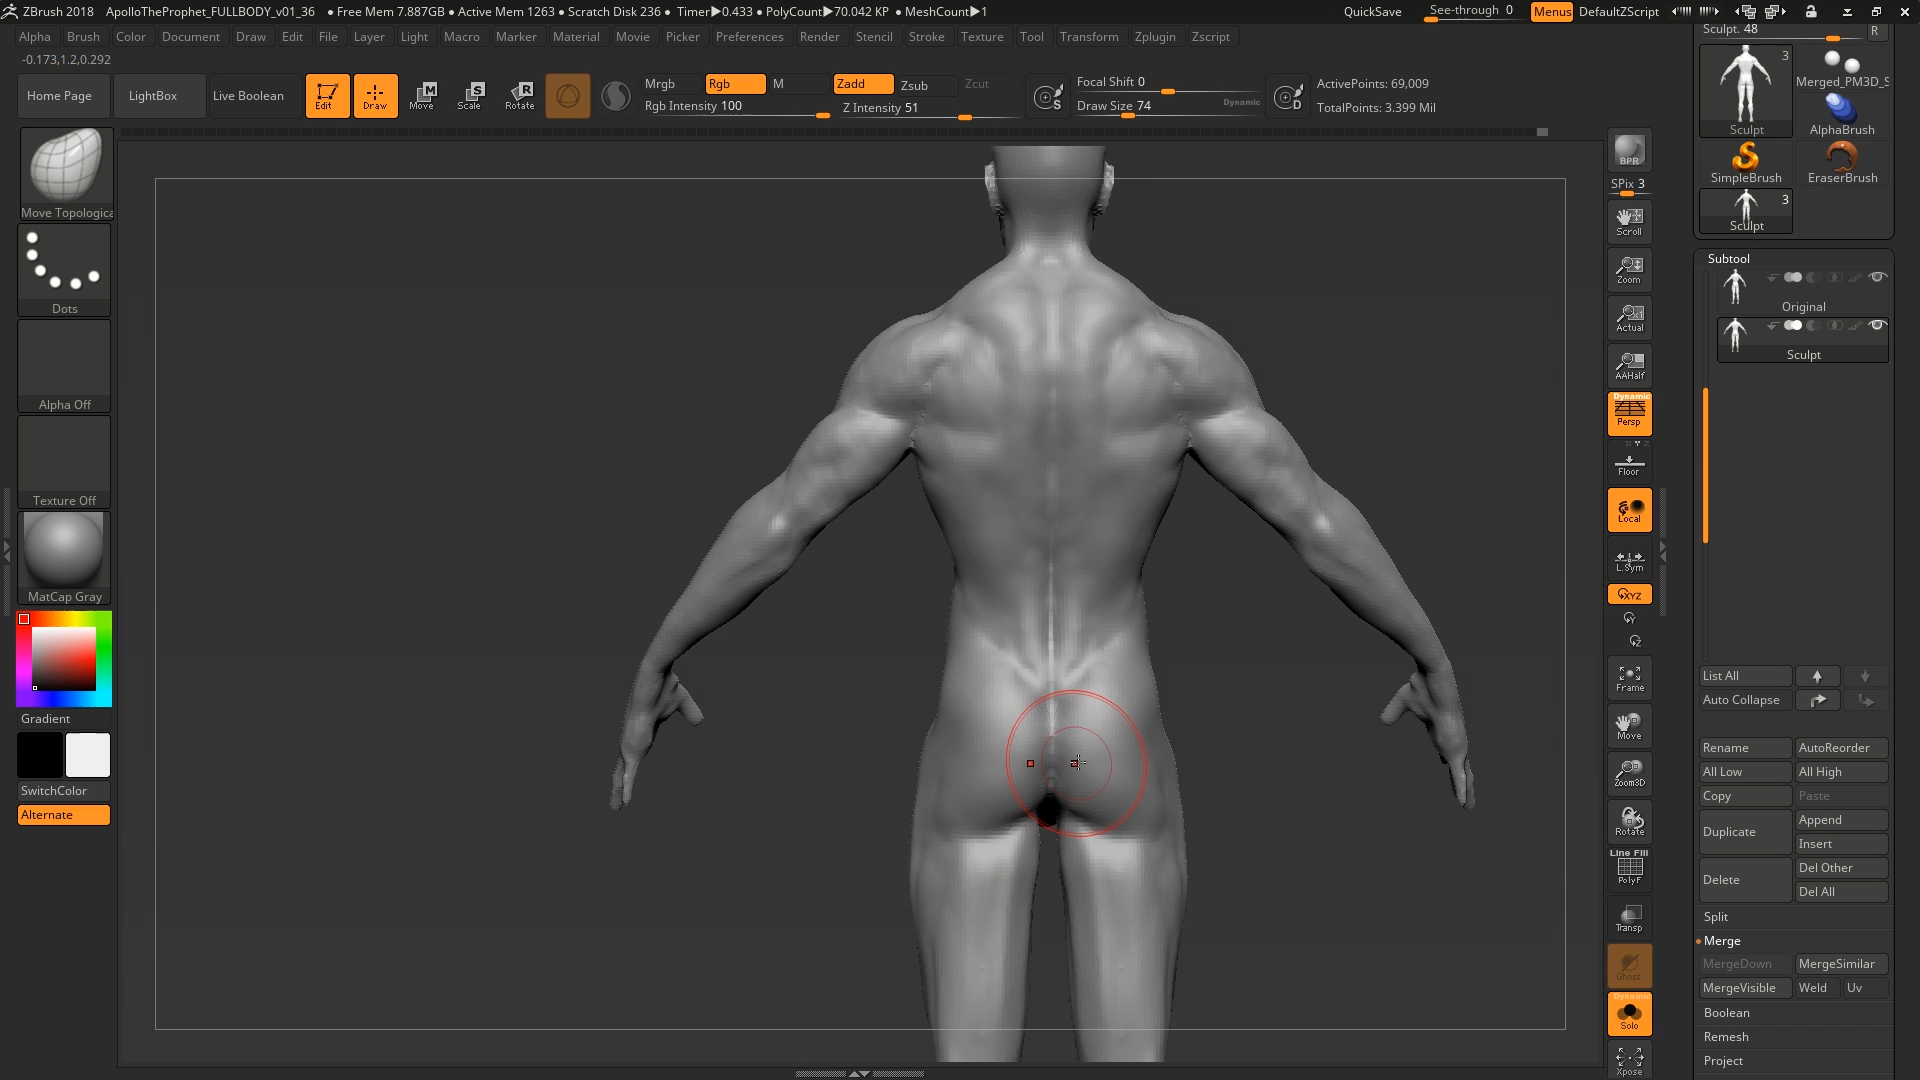 ZBrush 2018 ApolloTheProphet_FULLBODY_v01_36 ● Free Mem 7.887GB ● Active Mem 1263 ● Scratch Disk 236 ● Timer▶0.433 ● PolyCount▶70.042 KP ● MeshCount▶1 QuickSave See-through 0 Menus DefaultZScript
Alpha Brush Color Document Draw Edit File Layer Light Macro Marker Material Movie Picker Preferences Render Stencil Stroke Texture Tool Transform Zplugin Zscript
-0.173,1.2,0.292
Home Page LightBox Live Boolean Edit Draw Move Scale Rotate
Mrgb Rgb M Zadd Zsub Zcut
Rgb Intensity 100 Z Intensity 51
Focal Shift 0
Draw Size 74 Dynamic
ActivePoints: 69,009
TotalPoints: 3.399 Mil
Move Topologica
Dots
Alpha Off
Texture Off
MatCap Gray
Gradient
SwitchColor
Alternate
BPR
SPix 3
Scroll
Zoom
Actual
AAHalf
Dynamic
Persp
Floor
Local
L.Sym
XYZ
Y
Z
Frame
Move
Zoom3D
Rotate
Line Fill
PolyF
Transp
Ghost
Dynamic
Solo
Xpose
Sculpt. 48 R
3
Merged_PM3D_S
Sculpt AlphaBrush
SimpleBrush EraserBrush
3
Sculpt
Subtool
Original
Sculpt
List All
Auto Collapse
Rename AutoReorder
All Low All High
Copy Paste
Duplicate Append
Insert
Delete Del Other
Del All
Split
Merge
MergeDown MergeSimilar
MergeVisible Weld Uv
Boolean
Remesh
Project